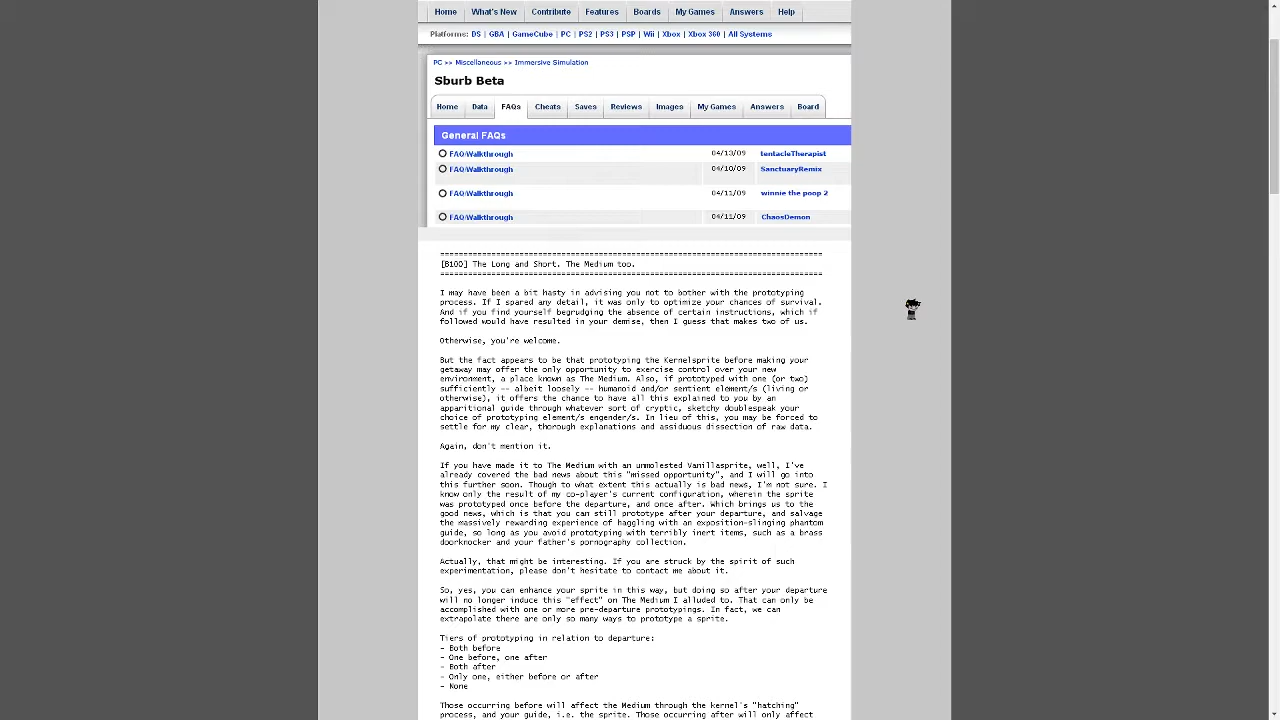 Home What's New Contribute Features Boards My Games Answers Help
Platforms: DS | GBA | GameCube | PC | PS2 | PS3 | PSP | Wii | Xbox | Xbox 360 | All Systems
PC >> Miscellaneous >> Immersive Simulation
Sburb Beta
Home Data FAQs Cheats Saves Reviews Images My Games Answers Board
General FAQs
FAQ/Walkthrough 04/13/09 tentacleTherapist
FAQ/Walkthrough 04/10/09 SanctuaryRemix
FAQ/Walkthrough 04/11/09 winnie the poop 2
FAQ/Walkthrough 04/11/09 ChaosDemon
================================================================================
[B100] The Long and Short. The Medium too.
================================================================================
I may have been a bit hasty in advising you not to bother with the prototyping
process. If I spared any detail, it was only to optimize your chances of survival.
And if you find yourself begrudging the absence of certain instructions, which if
followed would have resulted in your demise, then I guess that makes two of us.
Otherwise, you're welcome.
But the fact appears to be that prototyping the Kernelsprite before making your
getaway may offer the only opportunity to exercise control over your new
environment, a place known as The Medium. Also, if prototyped with one (or two)
sufficiently -- albeit loosely -- humanoid and/or sentient element/s (living or
otherwise), it offers the chance to have all this explained to you by an
apparitional guide through whatever sort of cryptic, sketchy doublespeak your
choice of prototyping element/s engender/s. In lieu of this, you may be forced to
settle for my clear, thorough explanations and assiduous dissection of raw data.
Again, don't mention it.
If you have made it to The Medium with an unmolested Vanillasprite, well, I've
already covered the bad news about this "missed opportunity", and I will go into
this further soon. Though to what extent this actually is bad news, I'm not sure. I
know only the result of my co-player's current configuration, wherein the sprite
was prototyped once before the departure, and once after. Which brings us to the
good news, which is that you can still prototype after your departure, and salvage
the massively rewarding experience of haggling with an exposition-slinging phantom
guide, so long as you avoid prototyping with terribly inert items, such as a brass
doorknocker and your father's pornography collection.
Actually, that might be interesting. If you are struck by the spirit of such
experimentation, please don't hesitate to contact me about it.
So, yes, you can enhance your sprite in this way, but doing so after your departure
will no longer induce this "effect" on The Medium I alluded to. That can only be
accomplished with one or more pre-departure prototypings. In fact, we can
extrapolate there are only so many ways to prototype a sprite.
Tiers of prototyping in relation to departure:
- Both before
- One before, one after
- Both after
- Only one, either before or after
- None
Those occurring before will affect the Medium through the kernel's "hatching"
process, and your guide, i.e. the sprite. Those occurring after will only affect